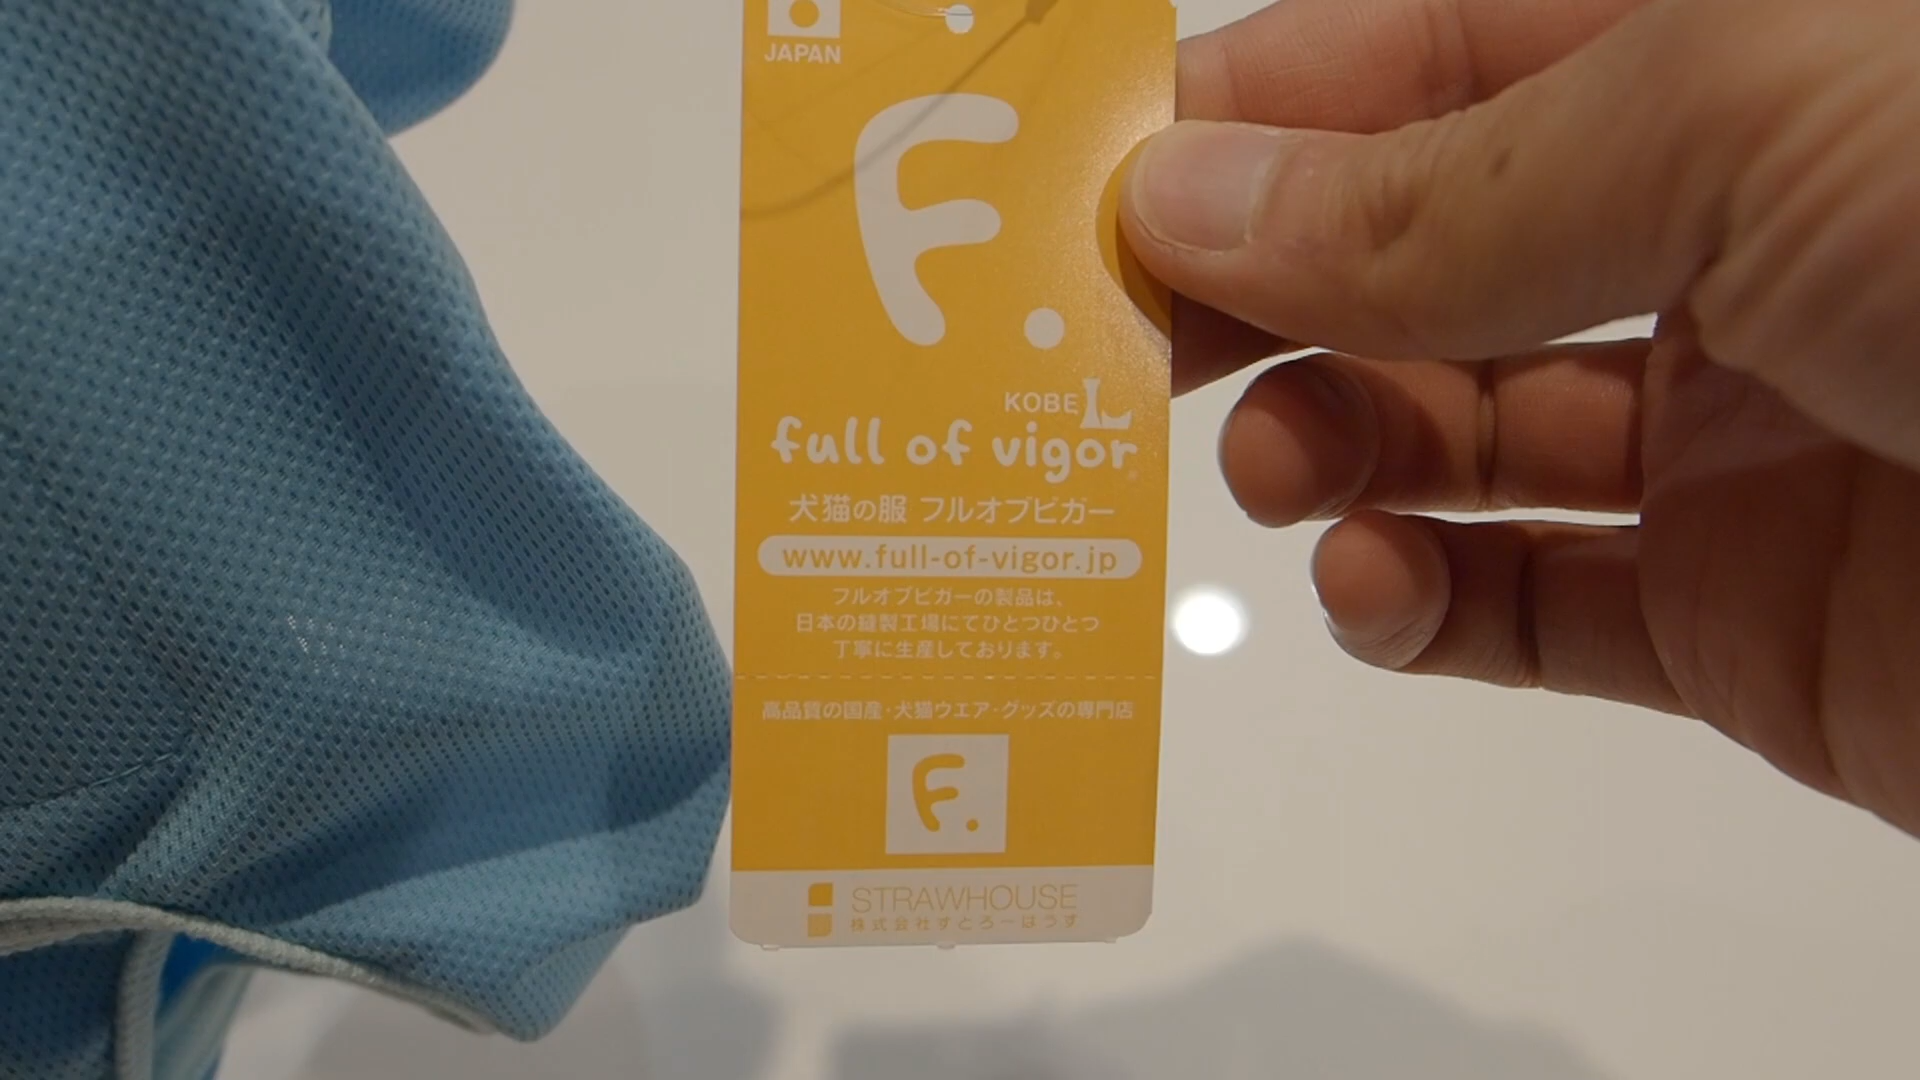 JAPAN
F.
KOBE
full of vigor
犬猫の服 フルオブビガー
www.full-of-vigor.jp
フルオブビガーの製品は、
日本の縫製工場にてひとつひとつ
丁寧に生産しております。
高品質の国産･犬猫ウエア･グッズの専門店
F.
STRAWHOUSE
株式会社すとろーはうす